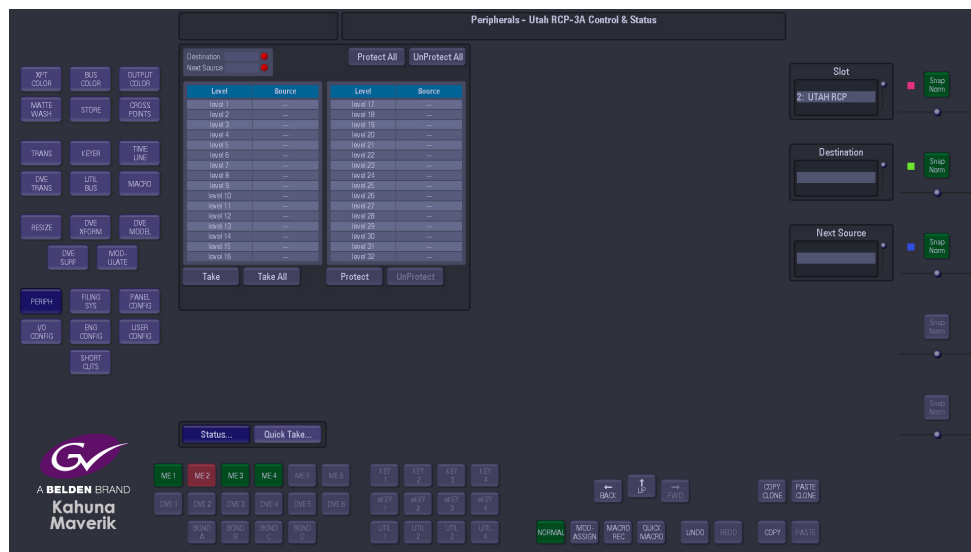 Peripherals - Utah RCP-3A Control & Status
Destination
Next Source
Protect All
UnProtect All
Level Source
level 1 ---
level 2 ---
level 3 ---
level 4 ---
level 5 ---
level 6 ---
level 7 ---
level 8 ---
level 9 ---
level 10 ---
level 11 ---
level 12 ---
level 13 ---
level 14 ---
level 15 ---
level 16 ---
Level Source
level 17 ---
level 18 ---
level 19 ---
level 20 ---
level 21 ---
level 22 ---
level 23 ---
level 24 ---
level 25 ---
level 26 ---
level 27 ---
level 28 ---
level 29 ---
level 30 ---
level 31 ---
level 32 ---
Take
Take All
Protect
UnProtect
Status...
Quick Take...
XPT
COLOR
BUS
COLOR
OUTPUT
COLOR
MATTE
WASH
STORE
CROSS
POINTS
TRANS
KEYER
TIME
LINE
DVE
TRANS
UTIL
BUS
MACRO
RESIZE
DVE
XFORM
DVE
MODEL
DVE
SURF
MOD-
ULATE
PERIPH
FILING
SYS
PANEL
CONFIG
I/O
CONFIG
ENG
CONFIG
USER
CONFIG
SHORT
CUTS
Slot
2: UTAH RCP
Snap
Norm
Destination
Snap
Norm
Next Source
Snap
Norm
Snap
Norm
Snap
Norm
GV
A BELDEN BRAND
Kahuna
Maverik
ME 1
ME 2
ME 3
ME 4
ME 5
ME 6
DVE 1
DVE 2
DVE 3
DVE 4
DVE 5
DVE 6
BGND
A
BGND
B
BGND
C
BGND
D
KEY
1
KEY
2
KEY
3
KEY
4
eKEY
1
eKEY
2
eKEY
3
eKEY
4
UTIL
1
UTIL
2
UTIL
3
UTIL
4
BACK
UP
FWD
COPY
CLONE
PASTE
CLONE
NORMAL
MOD-
ASSIGN
MACRO
REC
QUICK
MACRO
UNDO
REDO
COPY
PASTE